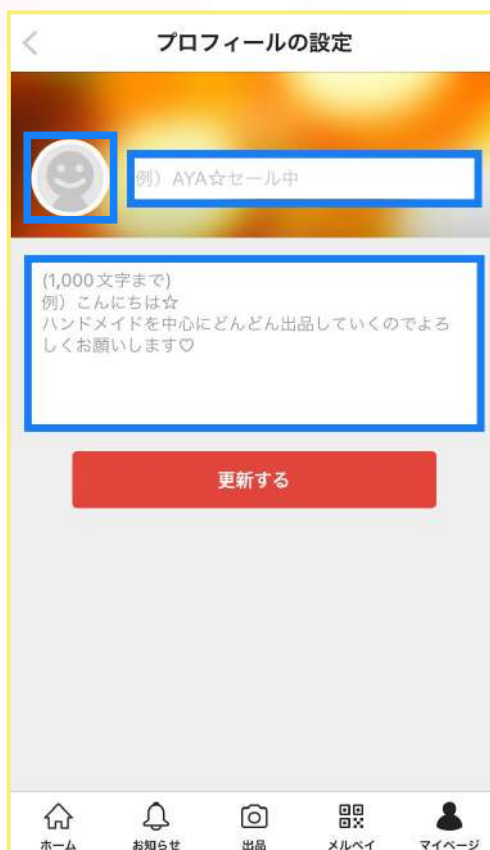 プロフィールの設定
例）AYA☆セール中
(1,000文字まで)
例）こんにちは☆
ハンドメイドを中心にどんどん出品していくのでよろ
しくお願いします♡
更新する
ホーム
お知らせ
出品
メルペイ
マイページ